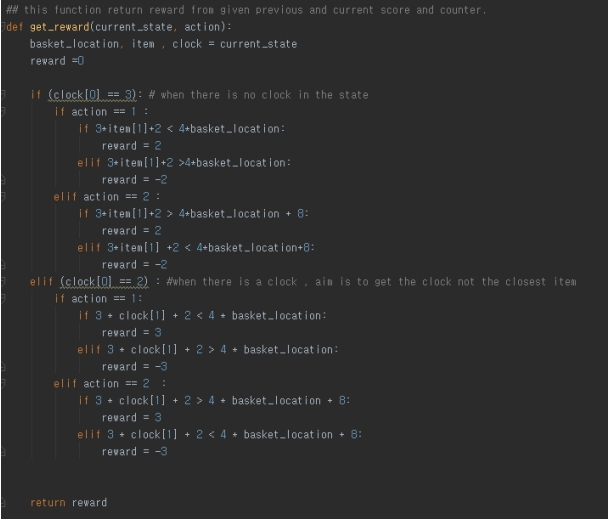 ## this function return reward from given previous and current score and counter.
def get_reward(current_state, action):
basket_location, item , clock = current_state
reward =0
if (clock[0] == 3): # when there is no clock in the state
if action == 1 :
if 3*item[1]+2 < 4*basket_location:
reward = 2
elif 3*item[1]+2 >4*basket_location:
reward = -2
elif action == 2 :
if 3*item[1]+2 > 4*basket_location + 8:
reward = 2
elif 3*item[1] +2 < 4*basket_location+8:
reward = -2
elif (clock[0] == 2) : #when there is a clock , aim is to get the clock not the closest item
if action == 1:
if 3 * clock[1] + 2 < 4 * basket_location:
reward = 3
elif 3 * clock[1] + 2 > 4 * basket_location:
reward = -3
elif action == 2 :
if 3 * clock[1] + 2 > 4 * basket_location + 8:
reward = 3
elif 3 * clock[1] + 2 < 4 * basket_location + 8:
reward = -3
return reward